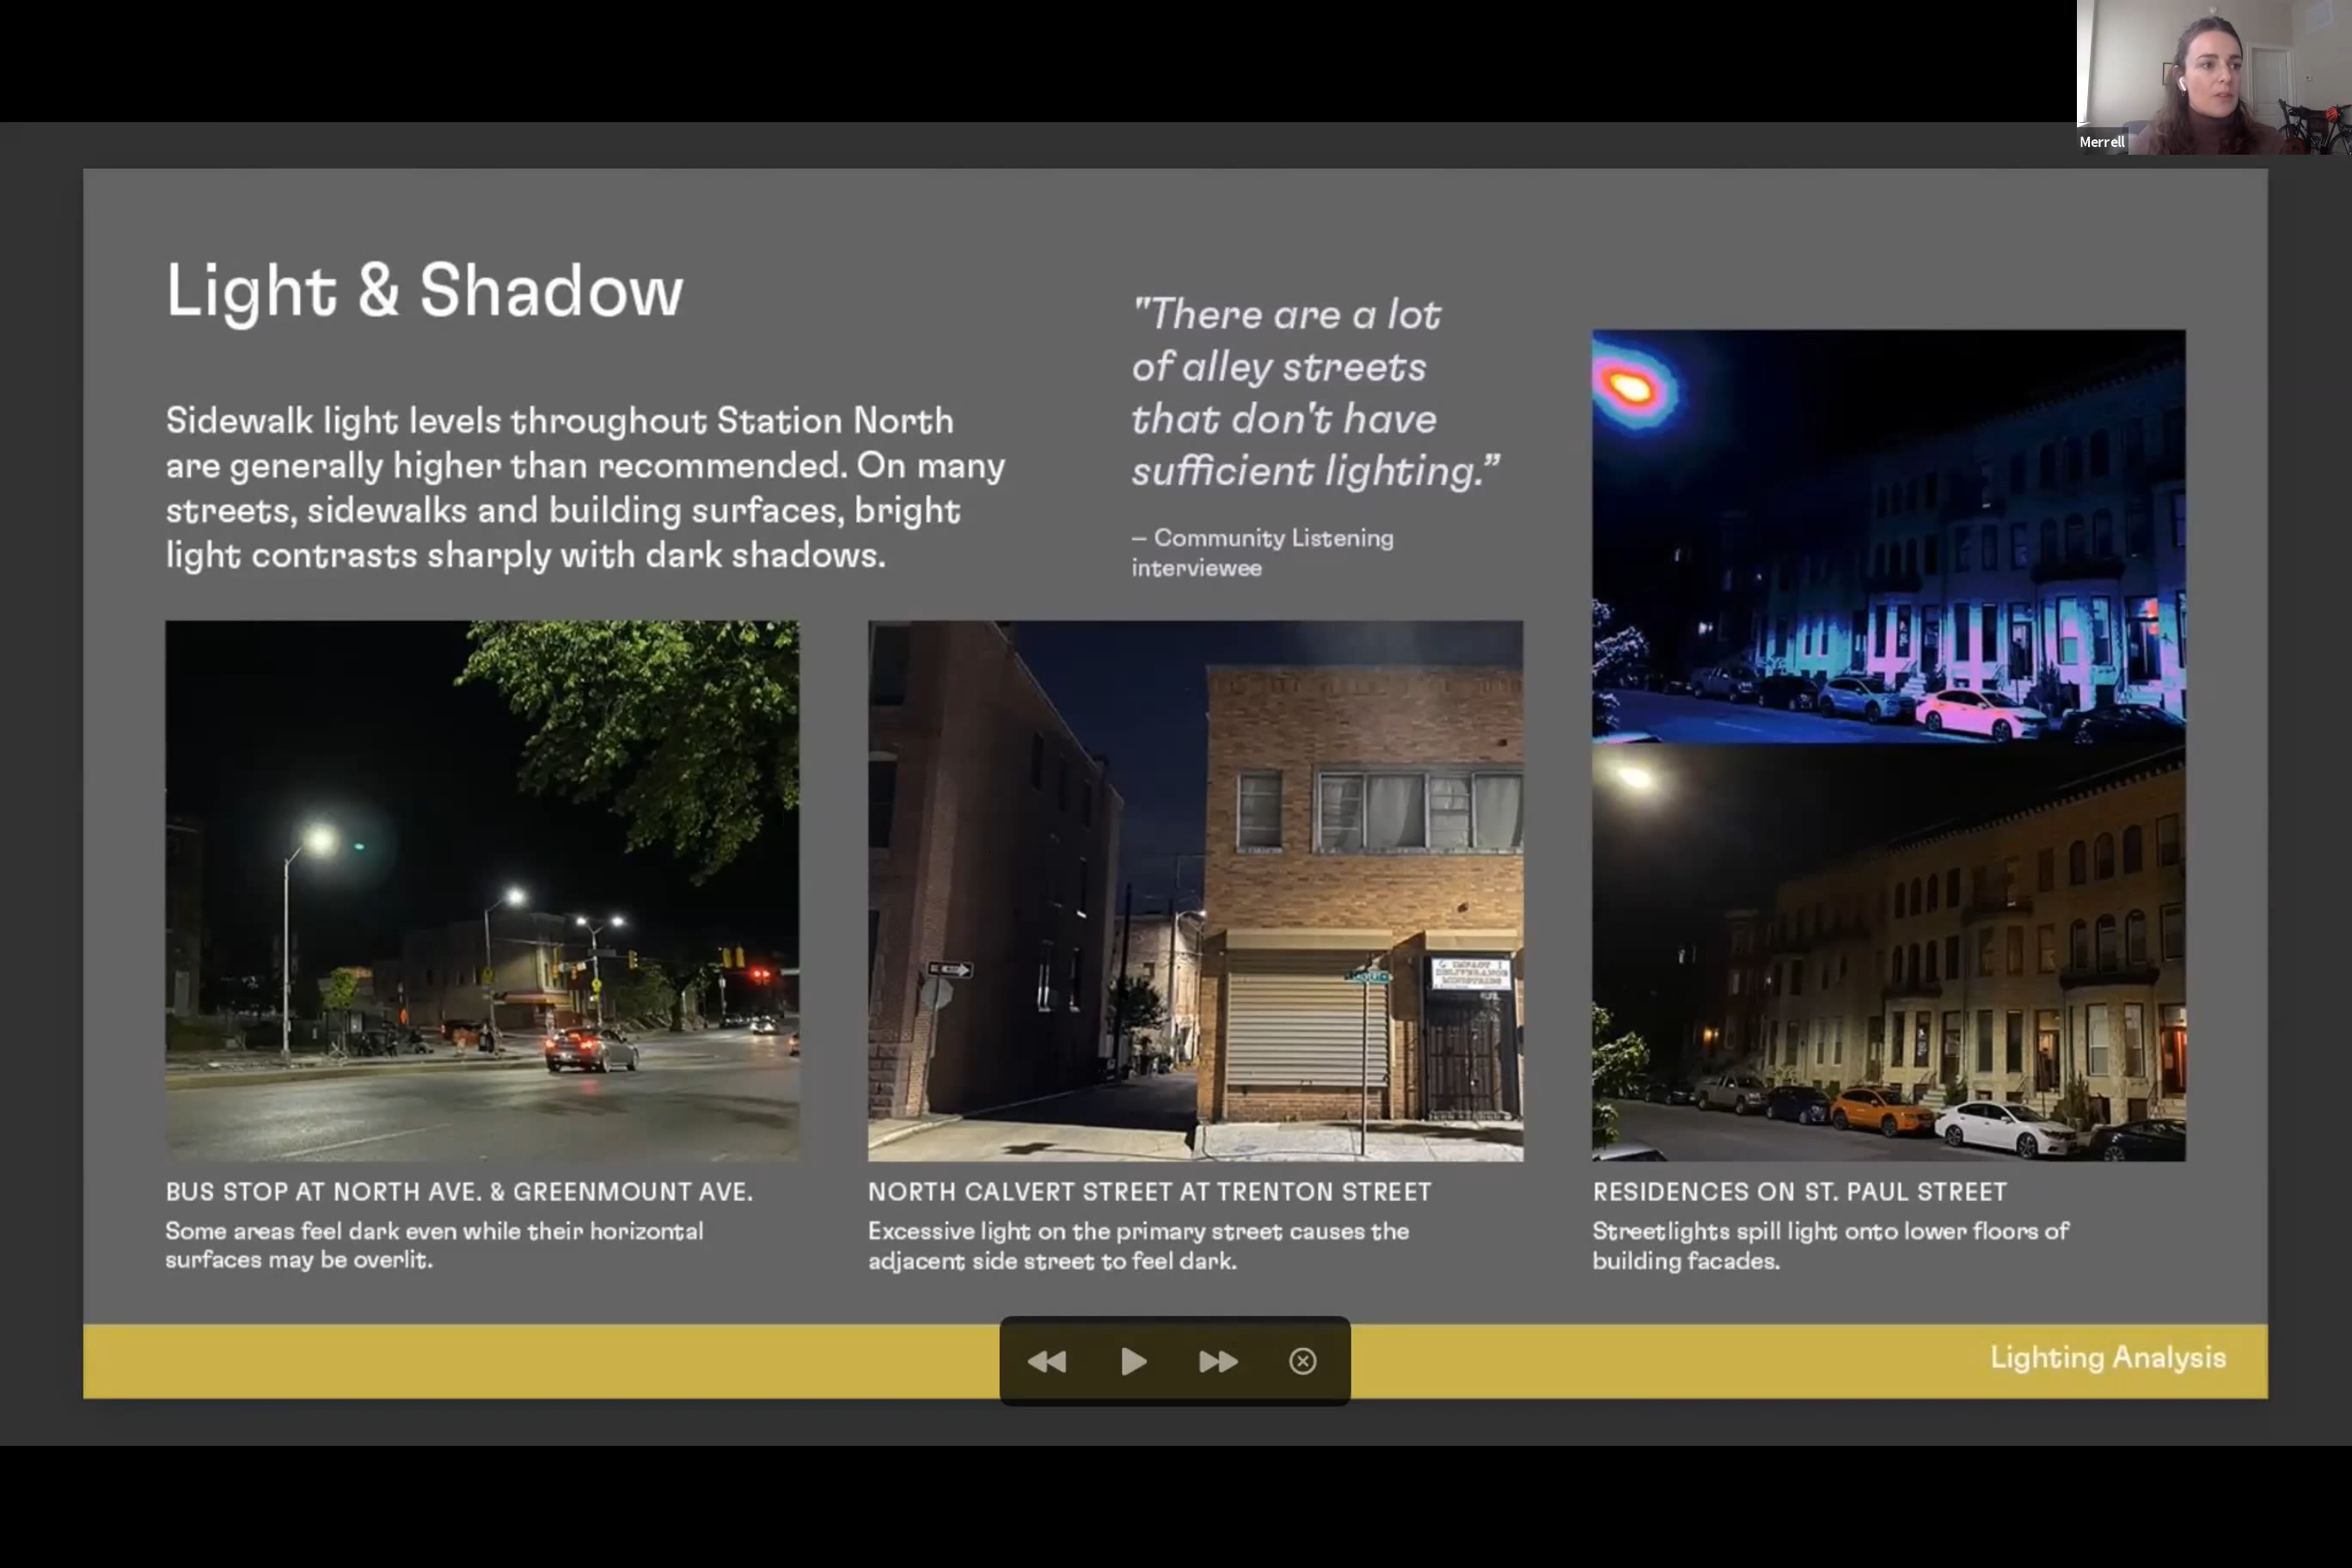 Merrell
Light & Shadow
Sidewalk light levels throughout Station North
are generally higher than recommended. On many
streets, sidewalks and building surfaces, bright
light contrasts sharply with dark shadows.
"There are a lot
of alley streets
that don't have
sufficient lighting.”
– Community Listening
interviewee
IMPACT
DELIVERANCE
MINISTRIES
BUS STOP AT NORTH AVE. & GREENMOUNT AVE.
Some areas feel dark even while their horizontal
surfaces may be overlit.
NORTH CALVERT STREET AT TRENTON STREET
Excessive light on the primary street causes the
adjacent side street to feel dark.
RESIDENCES ON ST. PAUL STREET
Streetlights spill light onto lower floors of
building facades.
Lighting Analysis